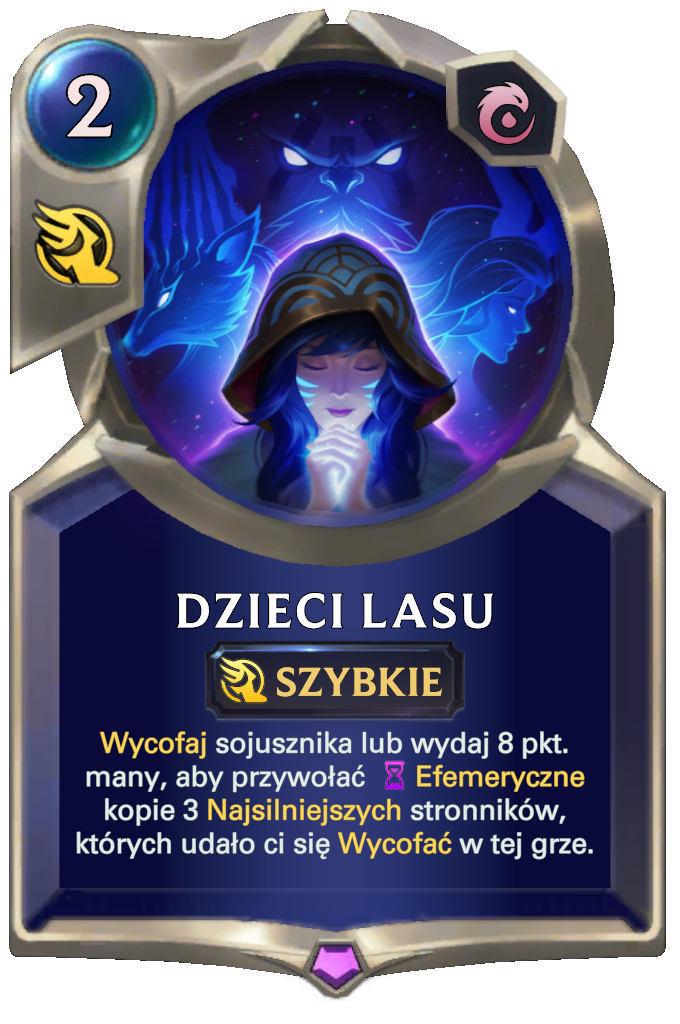 2
DZIECI LASU
SZYBKIE
Wycofaj sojusznika lub wydaj 8 pkt.
many, aby przywołać Efemeryczne
kopie 3 Najsilniejszych stronników,
których udało ci się Wycofać w tej grze.